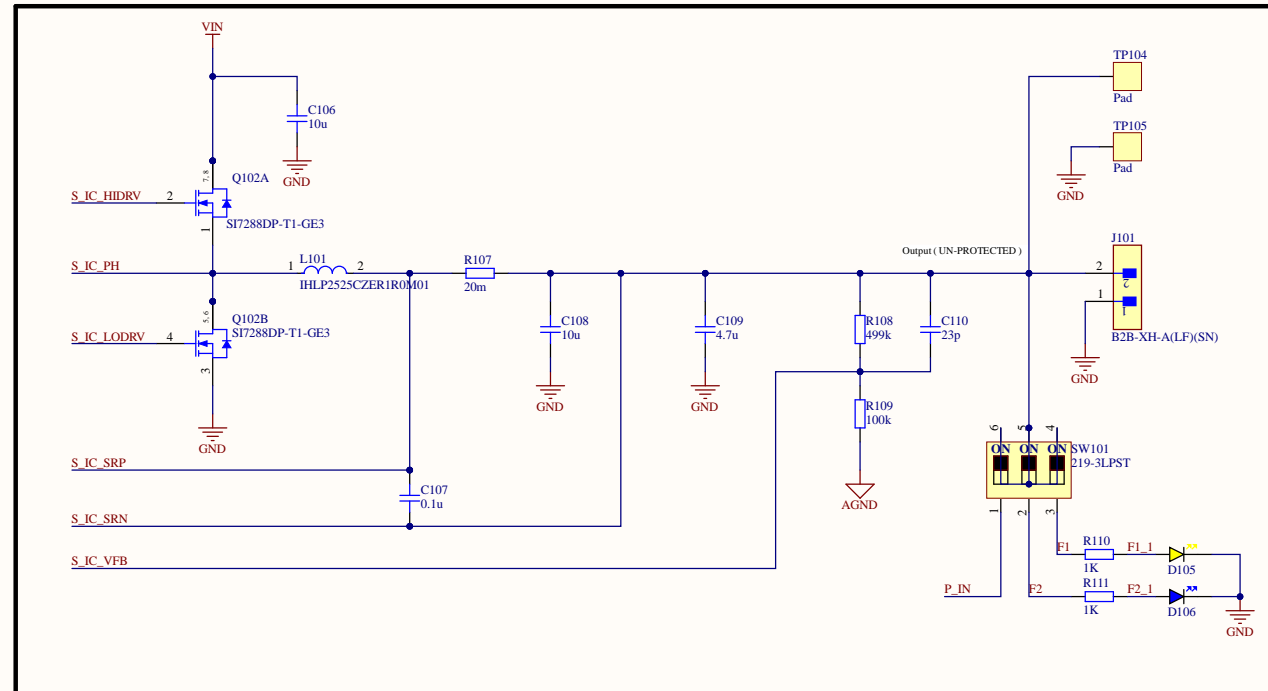 VIN
TP104
Pad
C106
10u
TP105
Pad
GND
GND
7, 8
Q102A
S_IC_HIDRV
2
SI7288DP-T1-GE3
1
Output ( UN-PROTECTED )
J101
S_IC_PH
1
L101
2
IHLP2525CZER1R0M01
R107
20m
2
2
1
1
B2B-XH-A(LF)(SN)
GND
5, 6
Q102B
SI7288DP-T1-GE3
S_IC_LODRV
4
3
GND
C108
10u
GND
C109
4.7u
GND
R108
499k
C110
23p
R109
100k
AGND
S_IC_SRP
C107
0.1u
S_IC_SRN
S_IC_VFB
6
5
4
ON
ON
ON
SW101
219-3LPST
1
2
3
F1
R110
1K
F1_1
D105
P_IN
F2
R111
1K
F2_1
D106
GND